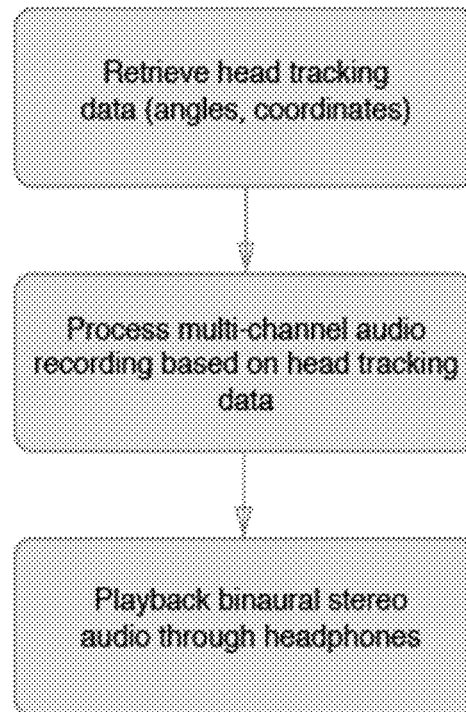 Retrieve head tracking
data (angles, coordinates)
Process multi-channel audio
recording based on head tracking
data
Playback binaural stereo
audio through headphones